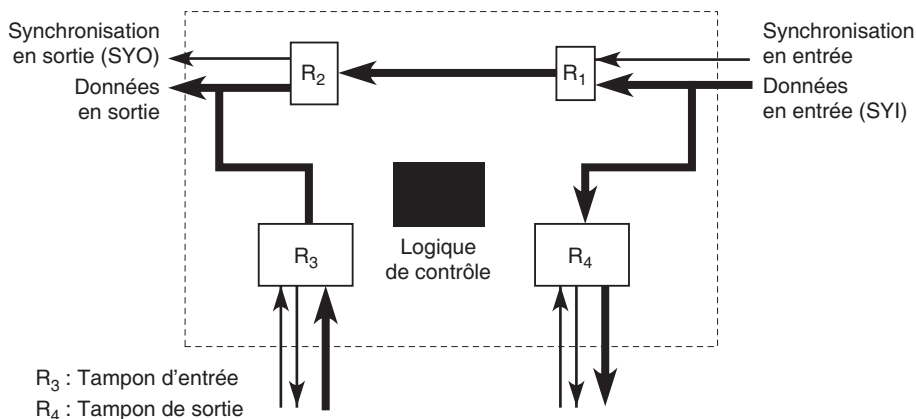 Synchronisation
en sortie (SYO)
Données
en sortie
R2
R1
Synchronisation
en entrée
Données
en entrée (SYI)
R3
Logique
de contrôle
R4
R3 : Tampon d'entrée
R4 : Tampon de sortie